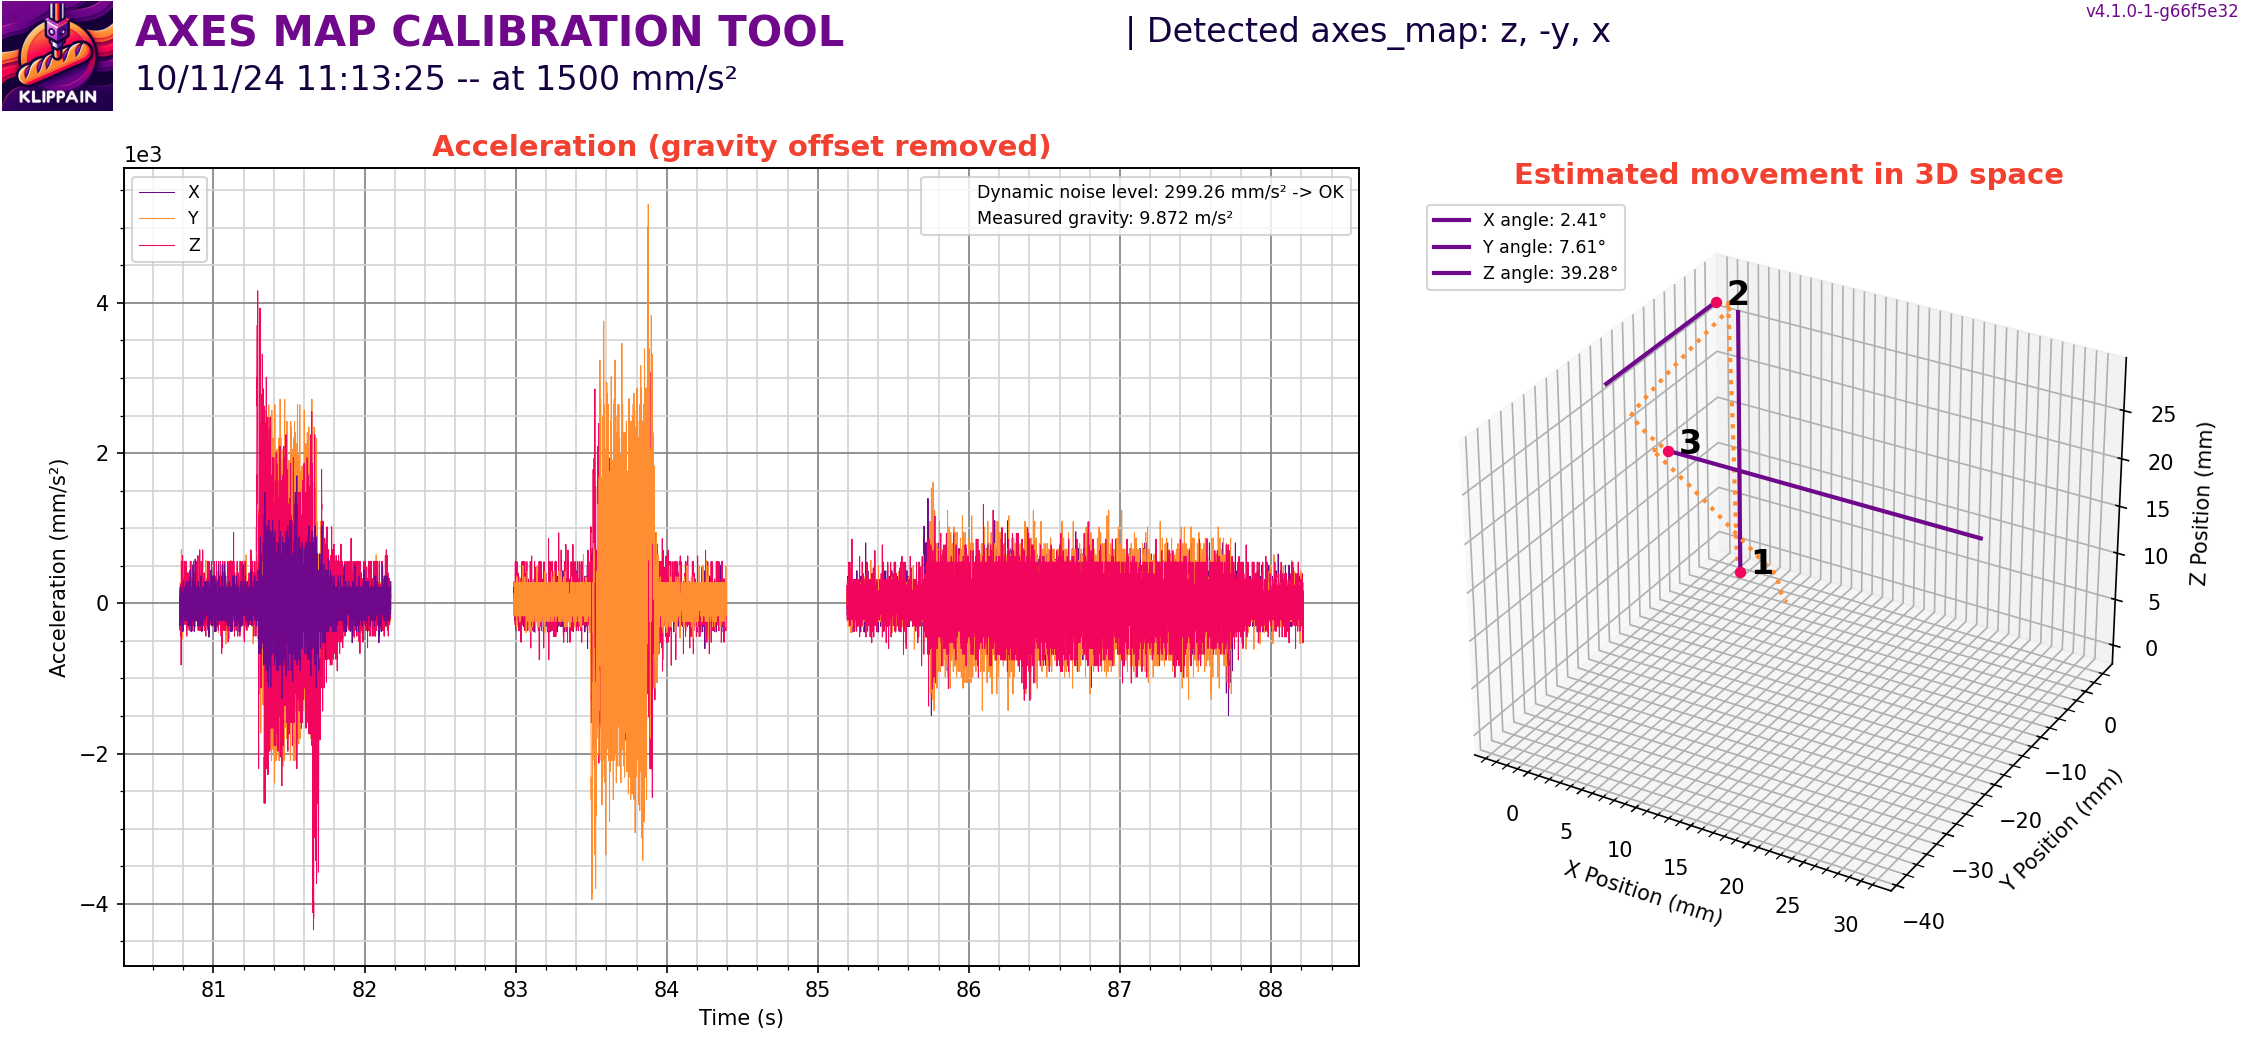 KLIPPAIN
AXES MAP CALIBRATION TOOL
10/11/24 11:13:25 -- at 1500 mm/s²
| Detected axes_map: z, -y, x
v4.1.0-1-g66f5e32
Acceleration (gravity offset removed)
1e3
X
Y
Z
Dynamic noise level: 299.26 mm/s² -> OK
Measured gravity: 9.872 m/s²
4
2
0
−2
−4
Acceleration (mm/s²)
81 82 83 84 85 86 87 88
Time (s)
Estimated movement in 3D space
X angle: 2.41°
Y angle: 7.61°
Z angle: 39.28°
2
3
1
25
20
15
10
5
0
Z Position (mm)
0
−10
−20
−30
−40
Y Position (mm)
0
5
10
15
20
25
30
X Position (mm)